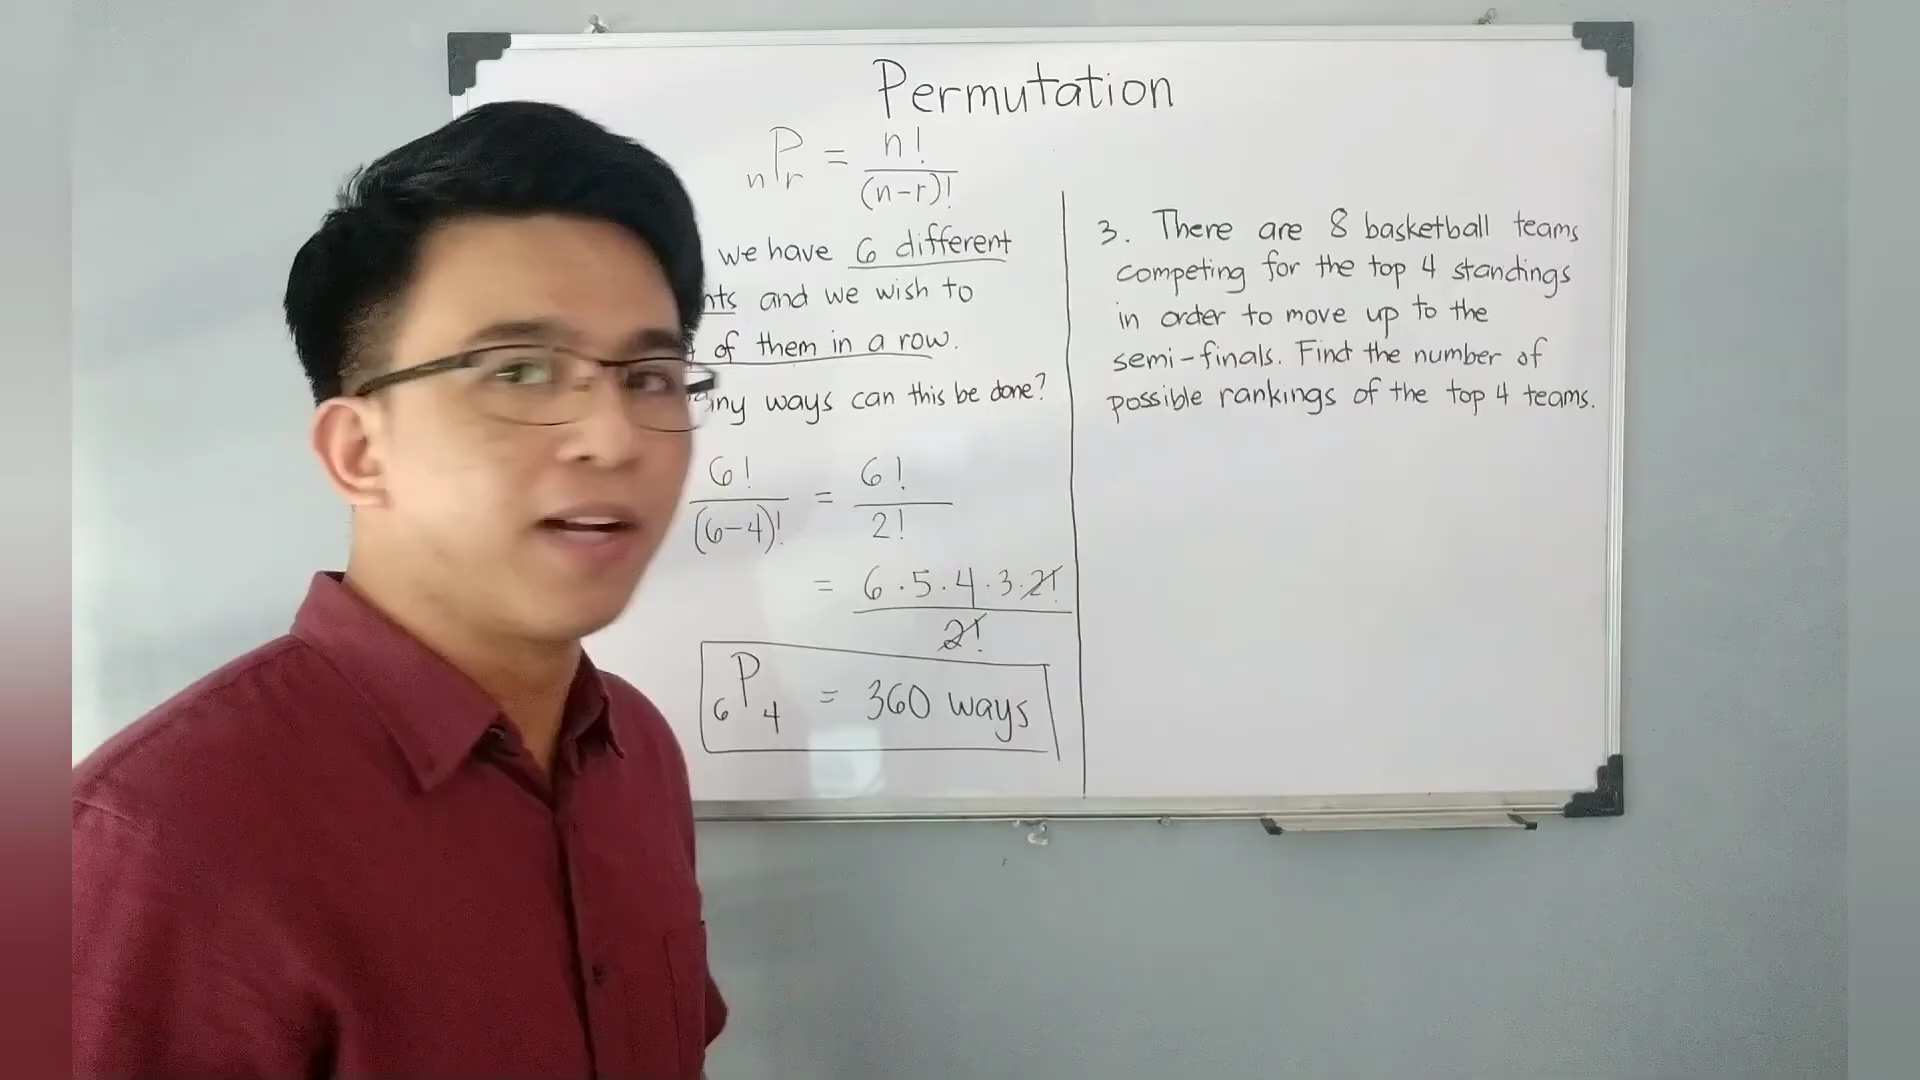 Permutation
nPr = n! / (n-r)!
we have 6 different
and we wish to
of them in a row.
ways can this be done?
6! / (6-4)! = 6! / 2!
= 6 · 5 · 4 · 3 · 2! / 2!
6P4 = 360 ways
3. There are 8 basketball teams
competing for the top 4 standings
in order to move up to the
semi-finals. Find the number of
possible rankings of the top 4 teams.